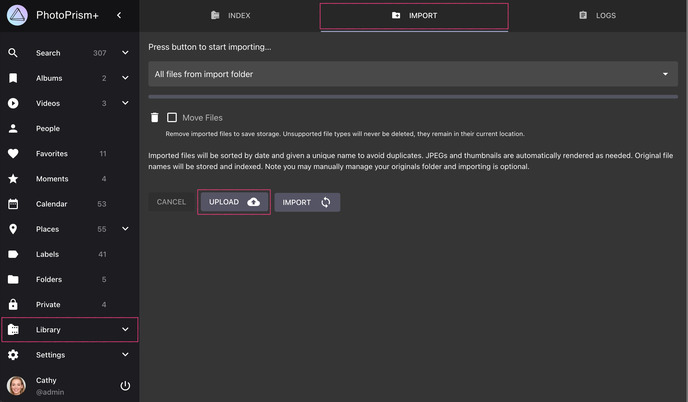 PhotoPrism+
INDEX
IMPORT
LOGS
Search 307
Albums 2
Videos 3
People
Favorites 11
Moments 4
Calendar 53
Places 55
Labels 41
Folders 5
Private 4
Library
Settings
Cathy
@admin
Press button to start importing...
All files from import folder
Move Files
Remove imported files to save storage. Unsupported file types will never be deleted, they remain in their current location.
Imported files will be sorted by date and given a unique name to avoid duplicates. JPEGs and thumbnails are automatically rendered as needed. Original file
names will be stored and indexed. Note you may manually manage your originals folder and importing is optional.
CANCEL
UPLOAD
IMPORT